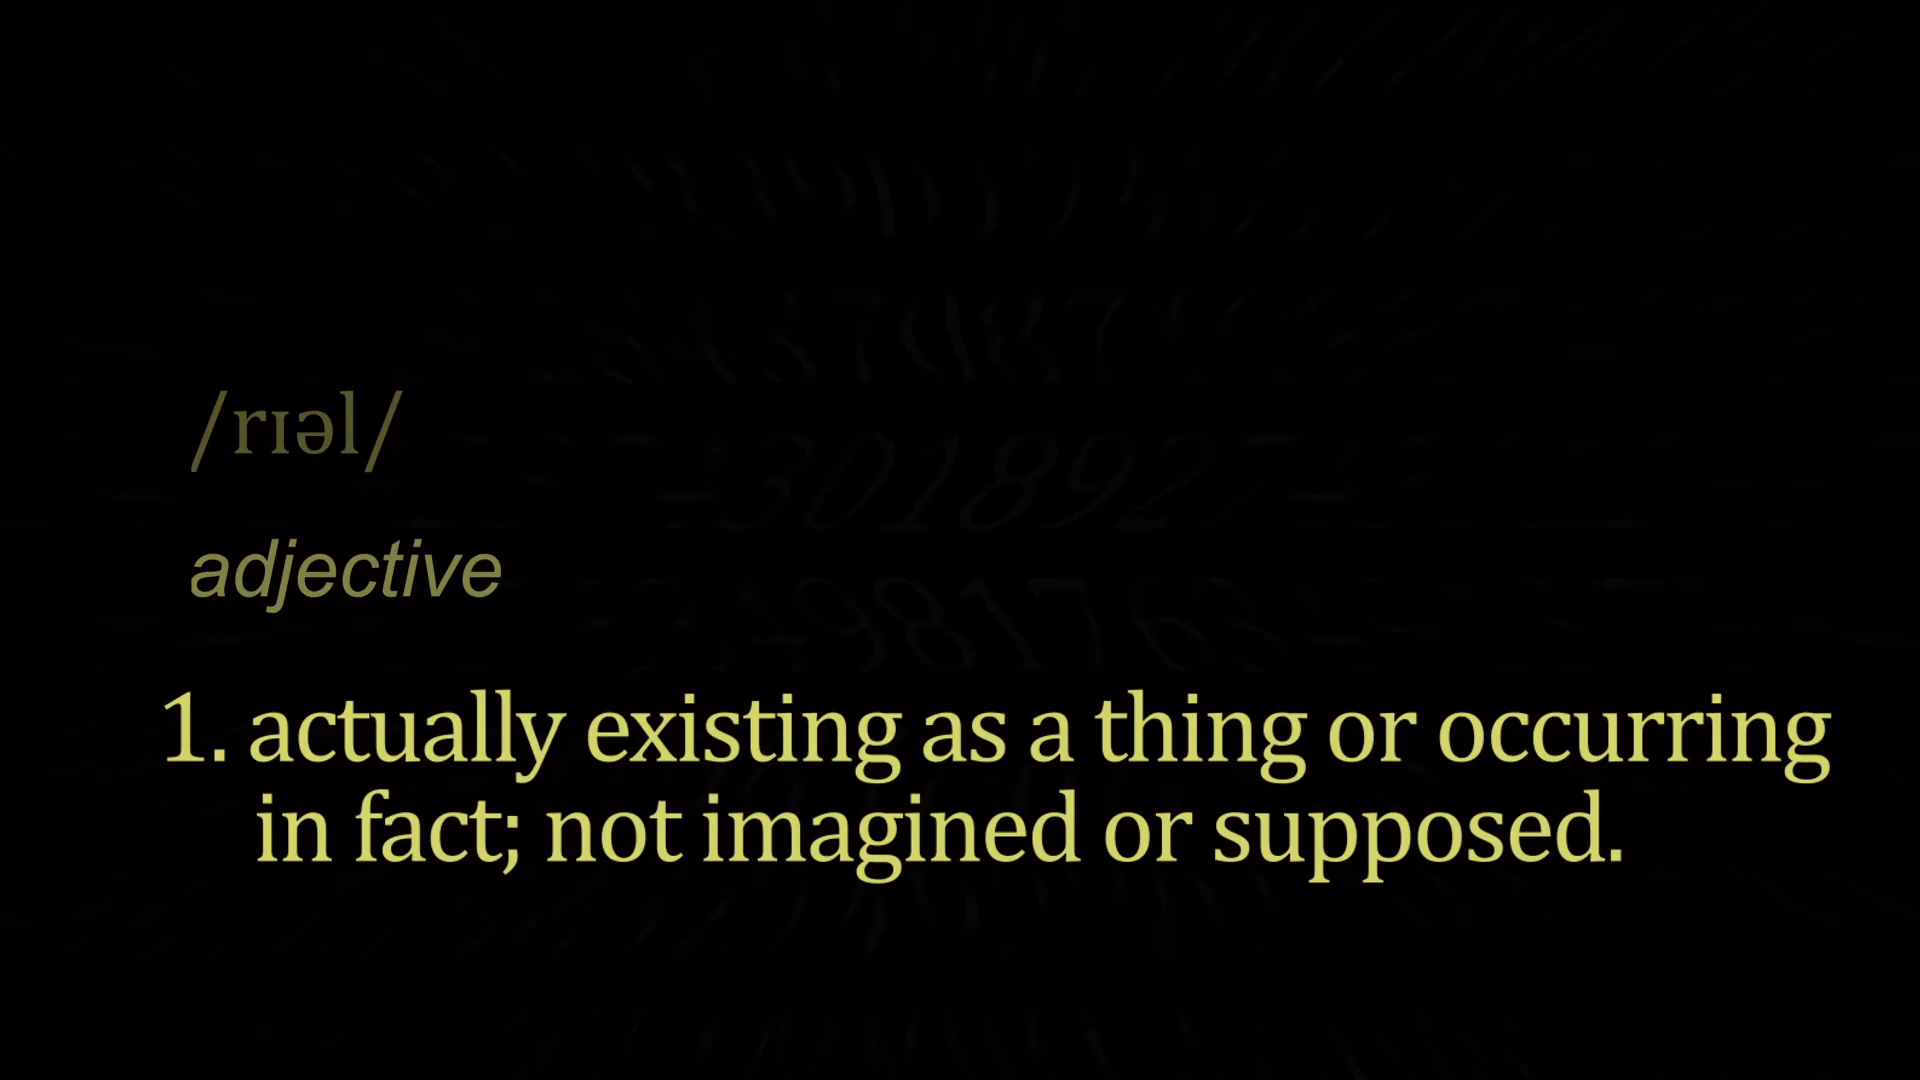 /rɪəl/
adjective
1. actually existing as a thing or occurring
in fact; not imagined or supposed.